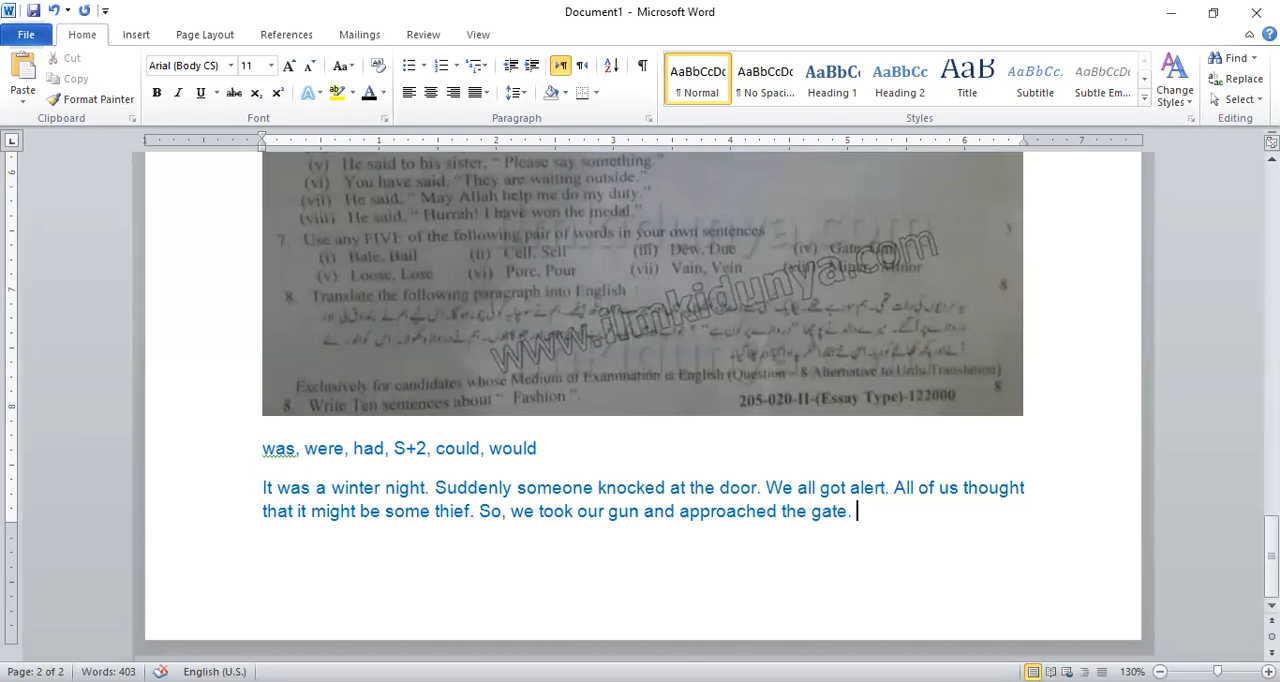 Document1 - Microsoft Word
File Home Insert Page Layout References Mailings Review View
Cut
Copy
Format Painter
Paste
Clipboard
Arial (Body CS) 11
Font
Paragraph
AaBbCcDc AaBbCcDc AaBbCc AaBbCc AaB AaBbCc. AaBbCcDc
¶ Normal ¶ No Spaci... Heading 1 Heading 2 Title Subtitle Subtle Em...
Styles
Change Styles
Find
Replace
Select
Editing
(v) He said to his sister, “ Please say something.”
(vi) You have said, “They are waiting outside.”
(vii) He said, “ May Allah help me do my duty.”
(viii) He said, “ Hurrah! I have won the medal.”
7. Use any FIVE of the following pair of words in your own sentences 5
(i) Bale, Bail (ii) Cell, Sell (iii) Dew, Due (iv) Gate,
(v) Loose, Lose (vi) Pore, Pour (vii) Vain, Vein (viii) Minor
8. Translate the following paragraph into English : 8
www.ilmkidunya.com
Exclusively for candidates whose Medium of Examination is English (Question – 8 Alternative to Urdu Translation)
8. Write Ten sentences about “ Fashion ”. 8
205-020-II-(Essay Type)-122000
was, were, had, S+2, could, would
It was a winter night. Suddenly someone knocked at the door. We all got alert. All of us thought
that it might be some thief. So, we took our gun and approached the gate.
Page: 2 of 2 Words: 403 English (U.S.) 130%